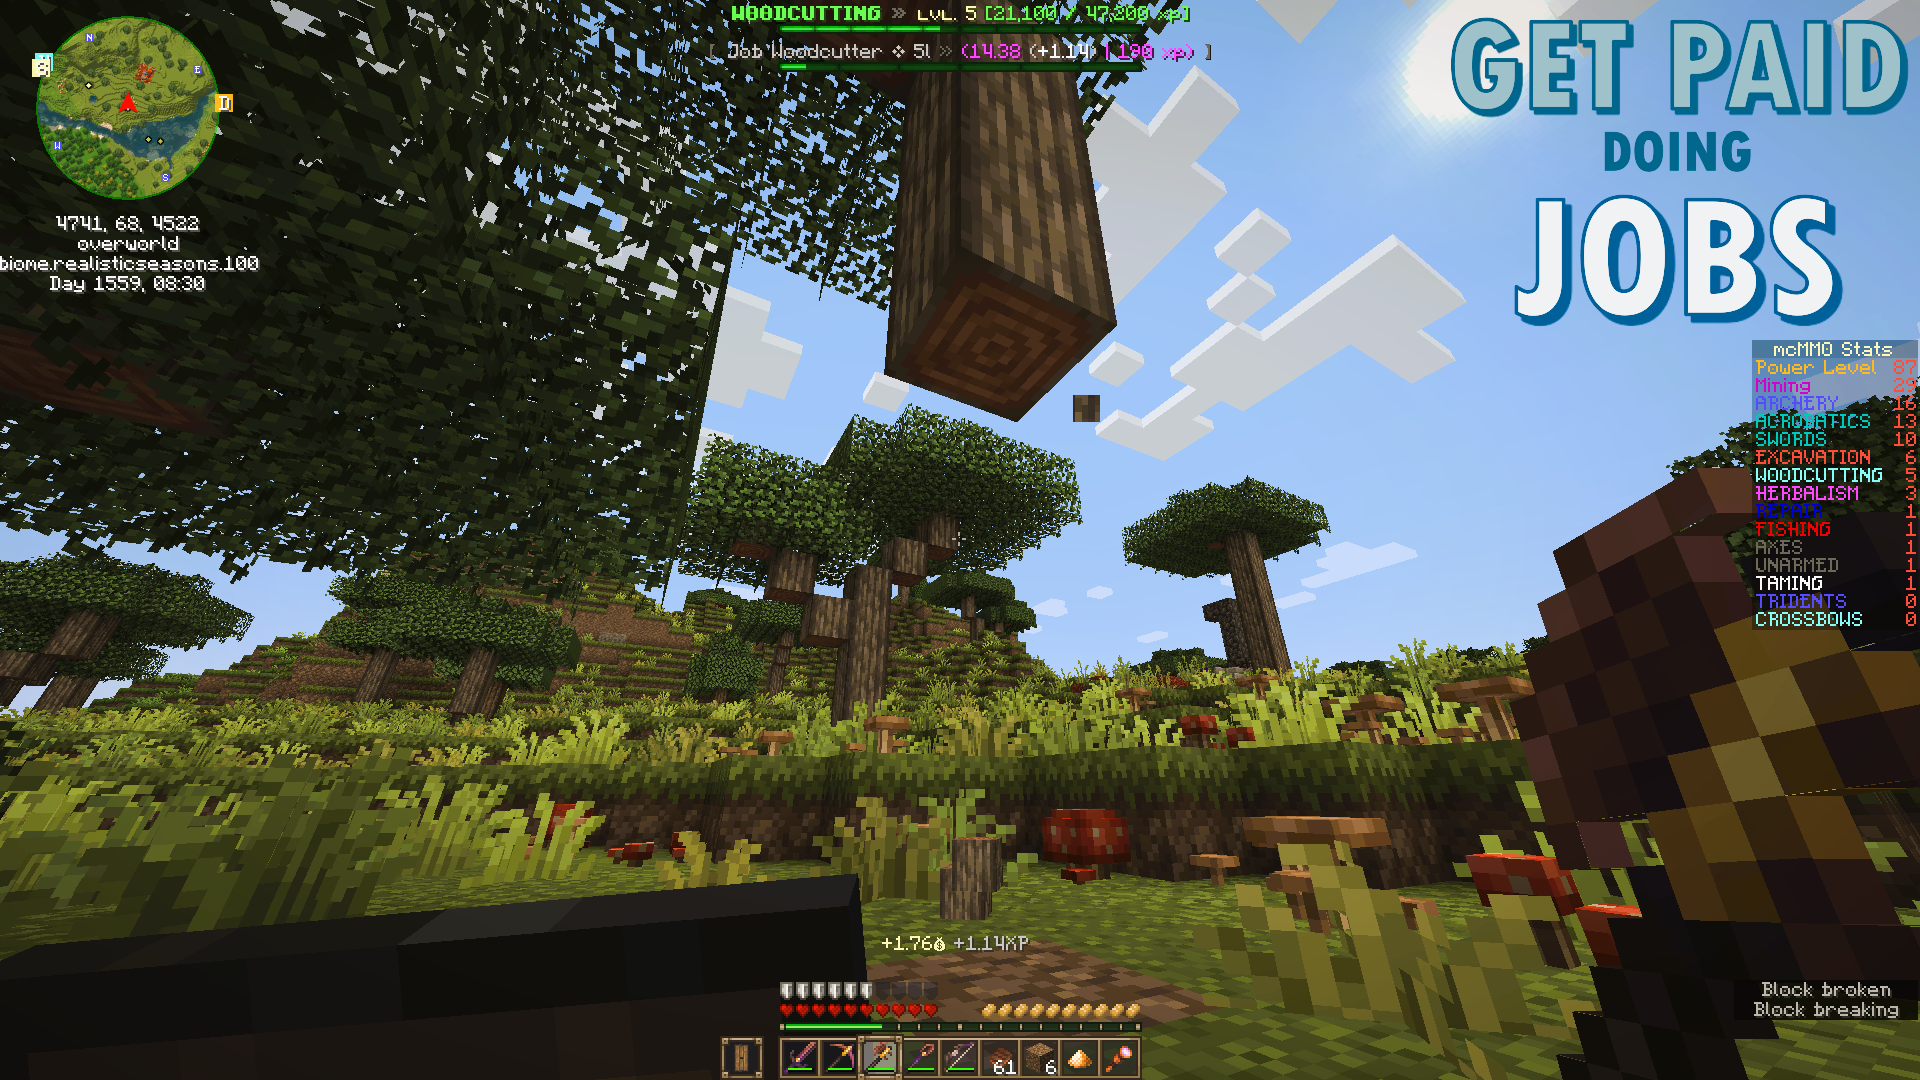 WOODCUTTING » LVL. 5 [21,100 / 47,200 xp]
[ Job Woodcutter ❖ 5l » (14.38 (+1.14) | 190 xp) ]
GET PAID
DOING
JOBS
N
E
D
W
S
4741, 68, 4522
overworld
biome.realisticseasons.100
Day 1559, 08:30
mcMMO Stats
Power Level 87
Mining 29
ARCHERY 16
ACROBATICS 13
SWORDS 10
EXCAVATION 6
WOODCUTTING 5
HERBALISM 3
REPAIR 1
FISHING 1
AXES 1
UNARMED 1
TAMING 1
TRIDENTS 0
CROSSBOWS 0
+1.76 +1.14XP
Block broken
Block breaking
61
6